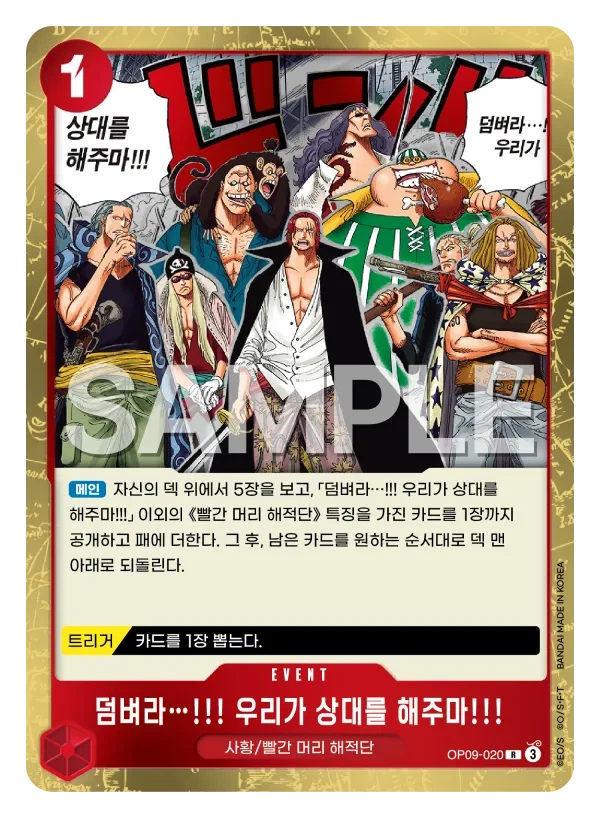 1
상대를
해주마!!!
덤벼라…!
우리가
SAMPLE
메인 자신의 덱 위에서 5장을 보고, 「덤벼라…!!! 우리가 상대를
해주마!!!」 이외의 《빨간 머리 해적단》 특징을 가진 카드를 1장까지
공개하고 패에 더한다. 그 후, 남은 카드를 원하는 순서대로 덱 맨
아래로 되돌린다.
트리거 카드를 1장 뽑는다.
EVENT
덤벼라…!!! 우리가 상대를 해주마!!!
사황/빨간 머리 해적단
OP09-020 R 3
©E.O/S ©O/S·F·T BANDAI MADE IN KOREA